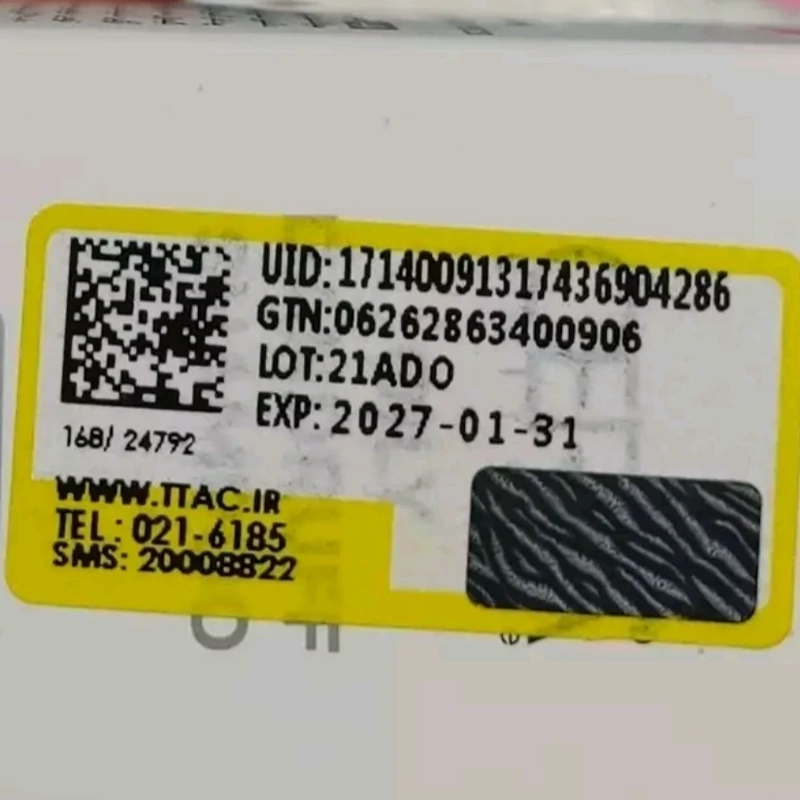 UID:17140091317436904286
GTN:06262863400906
LOT:21ADO
EXP: 2027-01-31
168/ 24792
WWW.TTAC.IR
TEL: 021-6185
SMS: 20008822